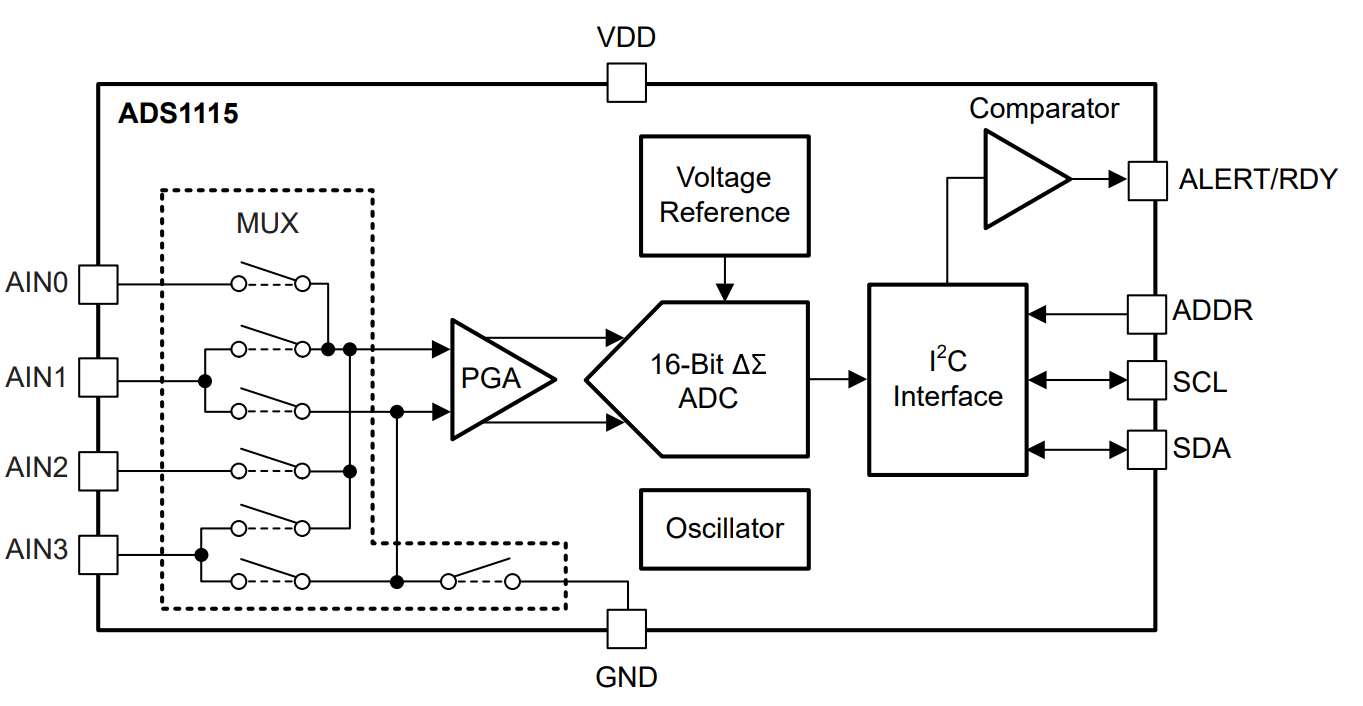 VDD
ADS1115
Comparator
Voltage
Reference
ALERT/RDY
MUX
AIN0
ADDR
AIN1
PGA
16-Bit ΔΣ
ADC
I²C
Interface
SCL
AIN2
SDA
Oscillator
AIN3
GND